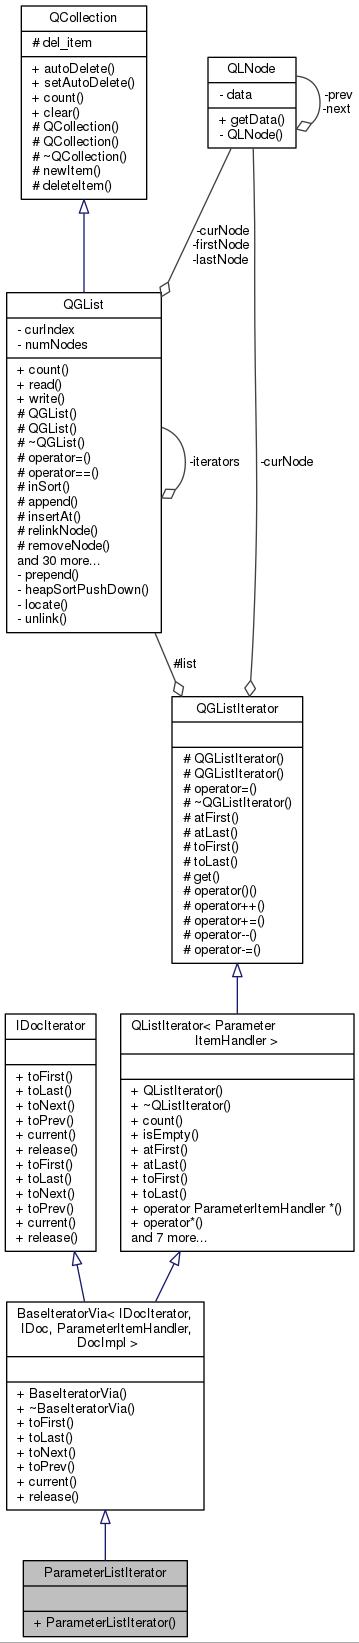 QCollection
# del_item
+ autoDelete()
+ setAutoDelete()
+ count()
+ clear()
# QCollection()
# QCollection()
# ~QCollection()
# newItem()
# deleteItem()
QLNode
- data
+ getData()
- QLNode()
-prev
-next
-curNode
-firstNode
-lastNode
QGList
- curIndex
- numNodes
+ count()
+ read()
+ write()
# QGList()
# QGList()
# ~QGList()
# operator=()
# operator==()
# inSort()
# append()
# insertAt()
# relinkNode()
# removeNode()
and 30 more...
- prepend()
- heapSortPushDown()
- locate()
- unlink()
-iterators
-curNode
#list
QGListIterator
# QGListIterator()
# QGListIterator()
# operator=()
# ~QGListIterator()
# atFirst()
# atLast()
# toFirst()
# toLast()
# get()
# operator()()
# operator++()
# operator+=()
# operator--()
# operator-=()
IDocIterator
+ toFirst()
+ toLast()
+ toNext()
+ toPrev()
+ current()
+ release()
+ toFirst()
+ toLast()
+ toNext()
+ toPrev()
+ current()
+ release()
QListIterator< Parameter
ItemHandler >
+ QListIterator()
+ ~QListIterator()
+ count()
+ isEmpty()
+ atFirst()
+ atLast()
+ toFirst()
+ toLast()
+ operator ParameterItemHandler *()
+ operator*()
and 7 more...
BaseIteratorVia< IDocIterator,
IDoc, ParameterItemHandler,
DocImpl >
+ BaseIteratorVia()
+ ~BaseIteratorVia()
+ toFirst()
+ toLast()
+ toNext()
+ toPrev()
+ current()
+ release()
ParameterListIterator
+ ParameterListIterator()